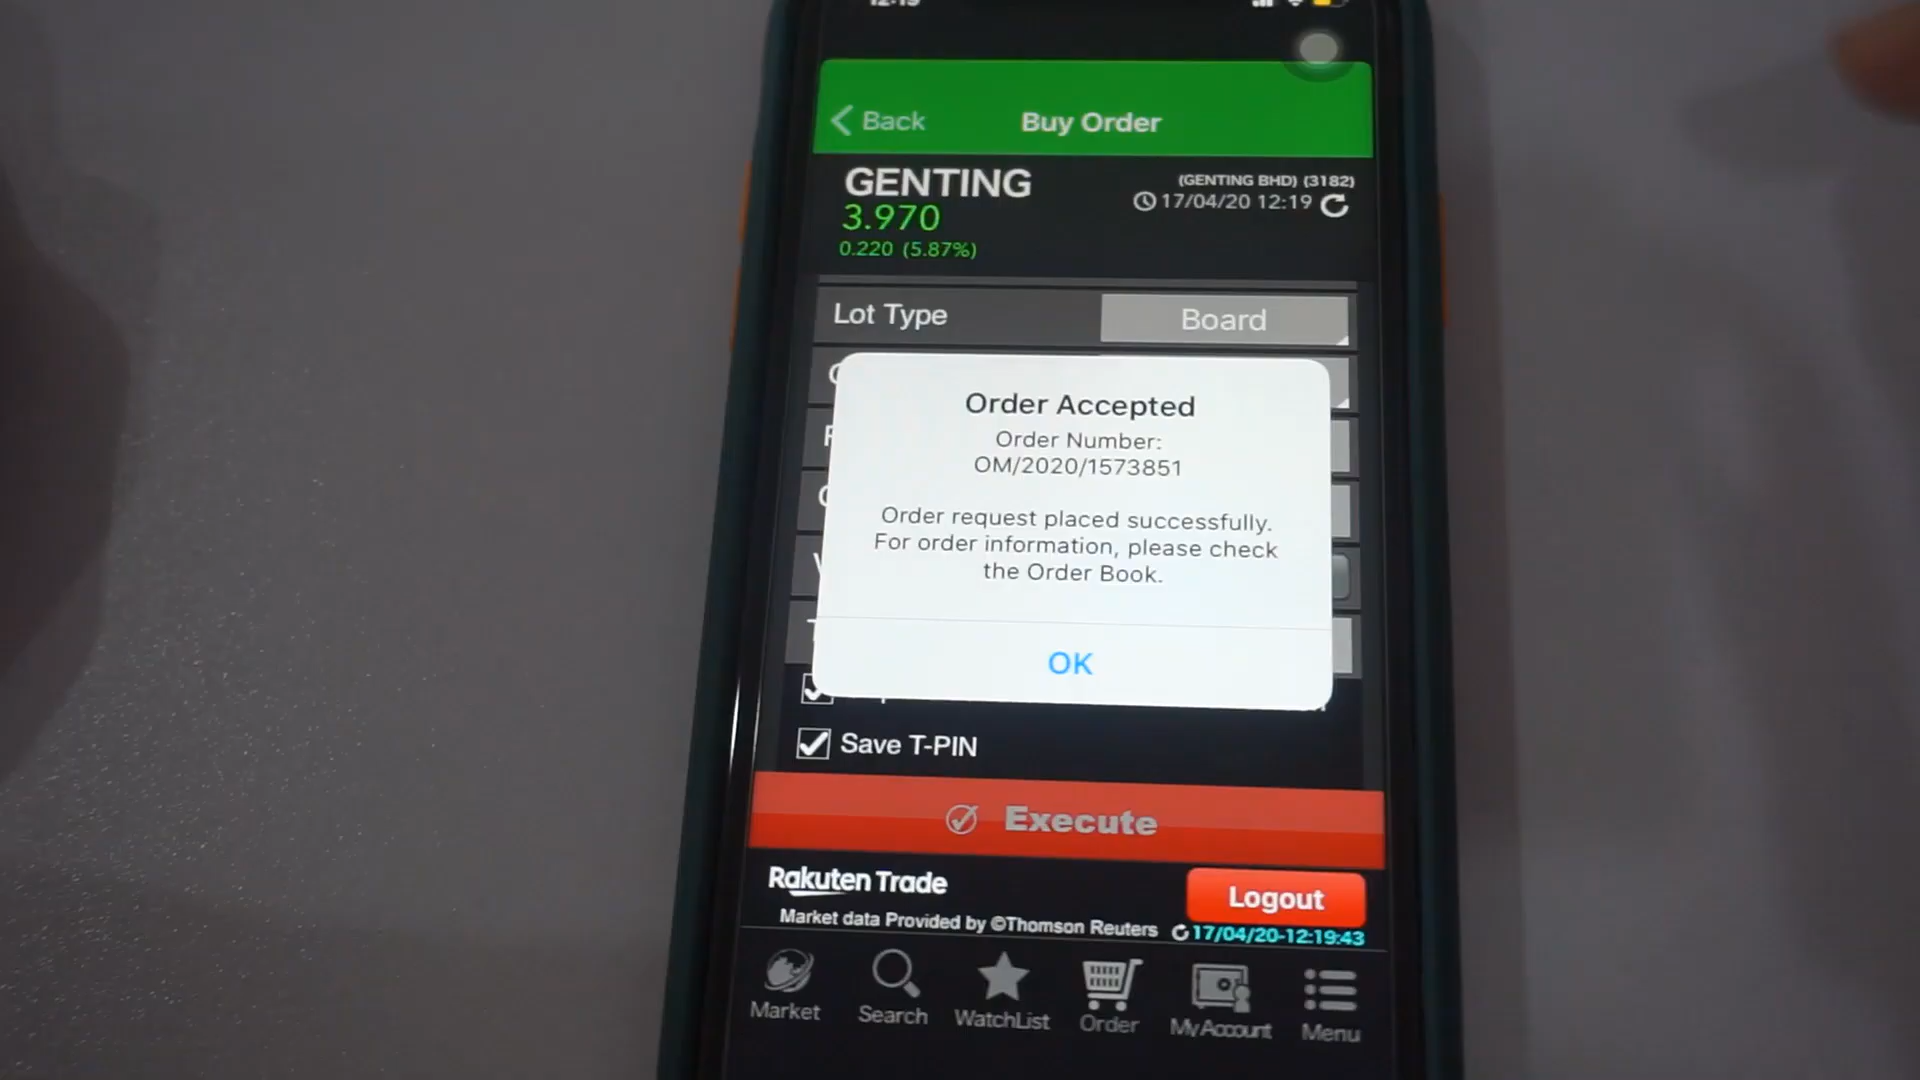 12:19
Back
Buy Order
GENTING
(GENTING BHD) (3182)
3.970
17/04/20 12:19
0.220 (5.87%)
Lot Type
Board
Order Accepted
Order Number:
OM/2020/1573851
Order request placed successfully.
For order information, please check
the Order Book.
OK
Save T-PIN
Execute
Rakuten Trade
Logout
Market data Provided by ©Thomson Reuters
17/04/20-12:19:43
Market
Search
WatchList
Order
MyAccount
Menu